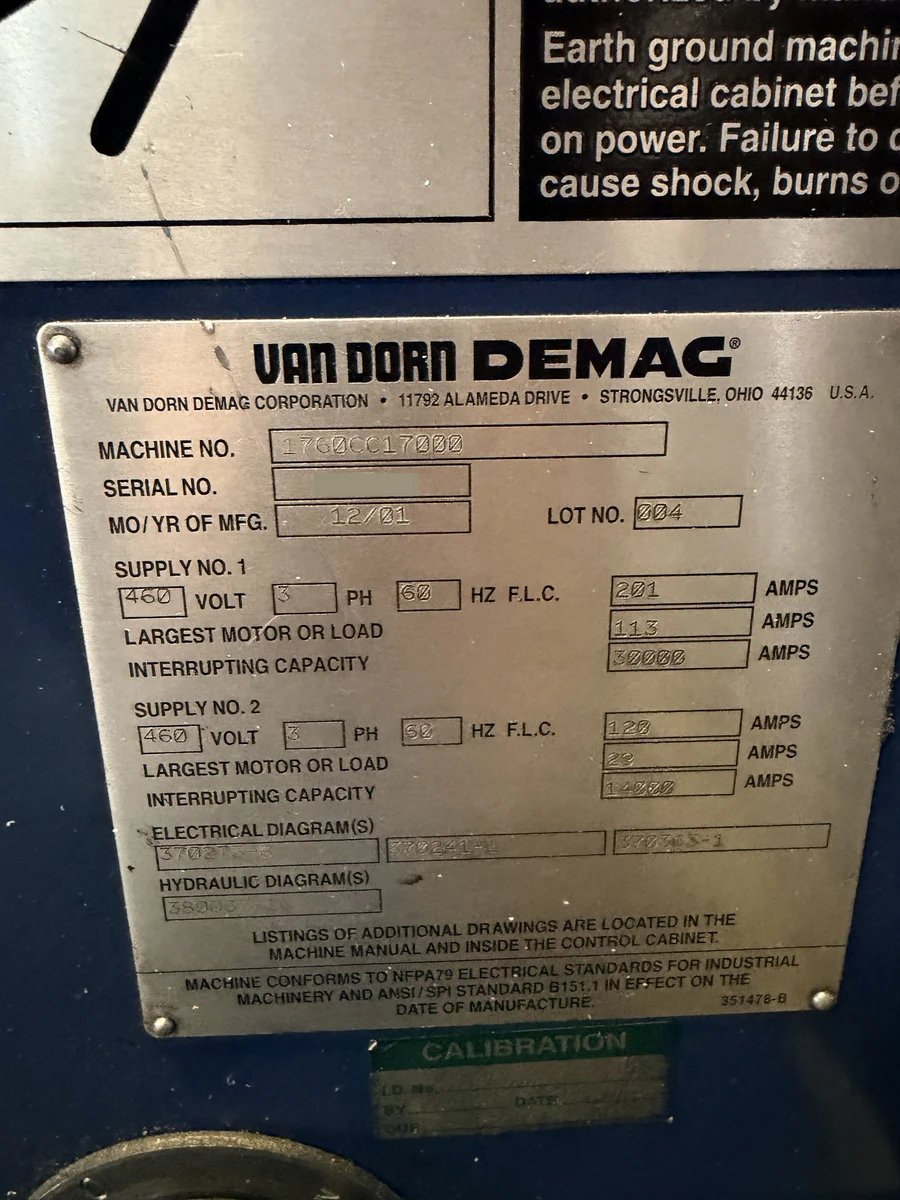 Earth ground machin
electrical cabinet bef
on power. Failure to
cause shock, burns o
VAN DORN DEMAG®
VAN DORN DEMAG CORPORATION • 11792 ALAMEDA DRIVE • STRONGSVILLE, OHIO 44136 U.S.A.
MACHINE NO. 1760CC17000
SERIAL NO.
MO/YR OF MFG. 12/01 LOT NO. 004
SUPPLY NO. 1
460 VOLT 3 PH 60 HZ F.L.C. 201 AMPS
LARGEST MOTOR OR LOAD 113 AMPS
INTERRUPTING CAPACITY 30000 AMPS
SUPPLY NO. 2
460 VOLT 3 PH 60 HZ F.L.C. 120 AMPS
LARGEST MOTOR OR LOAD AMPS
INTERRUPTING CAPACITY 14000 AMPS
ELECTRICAL DIAGRAM(S)
HYDRAULIC DIAGRAM(S)
LISTINGS OF ADDITIONAL DRAWINGS ARE LOCATED IN THE
MACHINE MANUAL AND INSIDE THE CONTROL CABINET.
MACHINE CONFORMS TO NFPA79 ELECTRICAL STANDARDS FOR INDUSTRIAL
MACHINERY AND ANSI/SPI STANDARD B151.1 IN EFFECT ON THE
DATE OF MANUFACTURE. 351478-B
CALIBRATION
I.D. No.
BY DATE